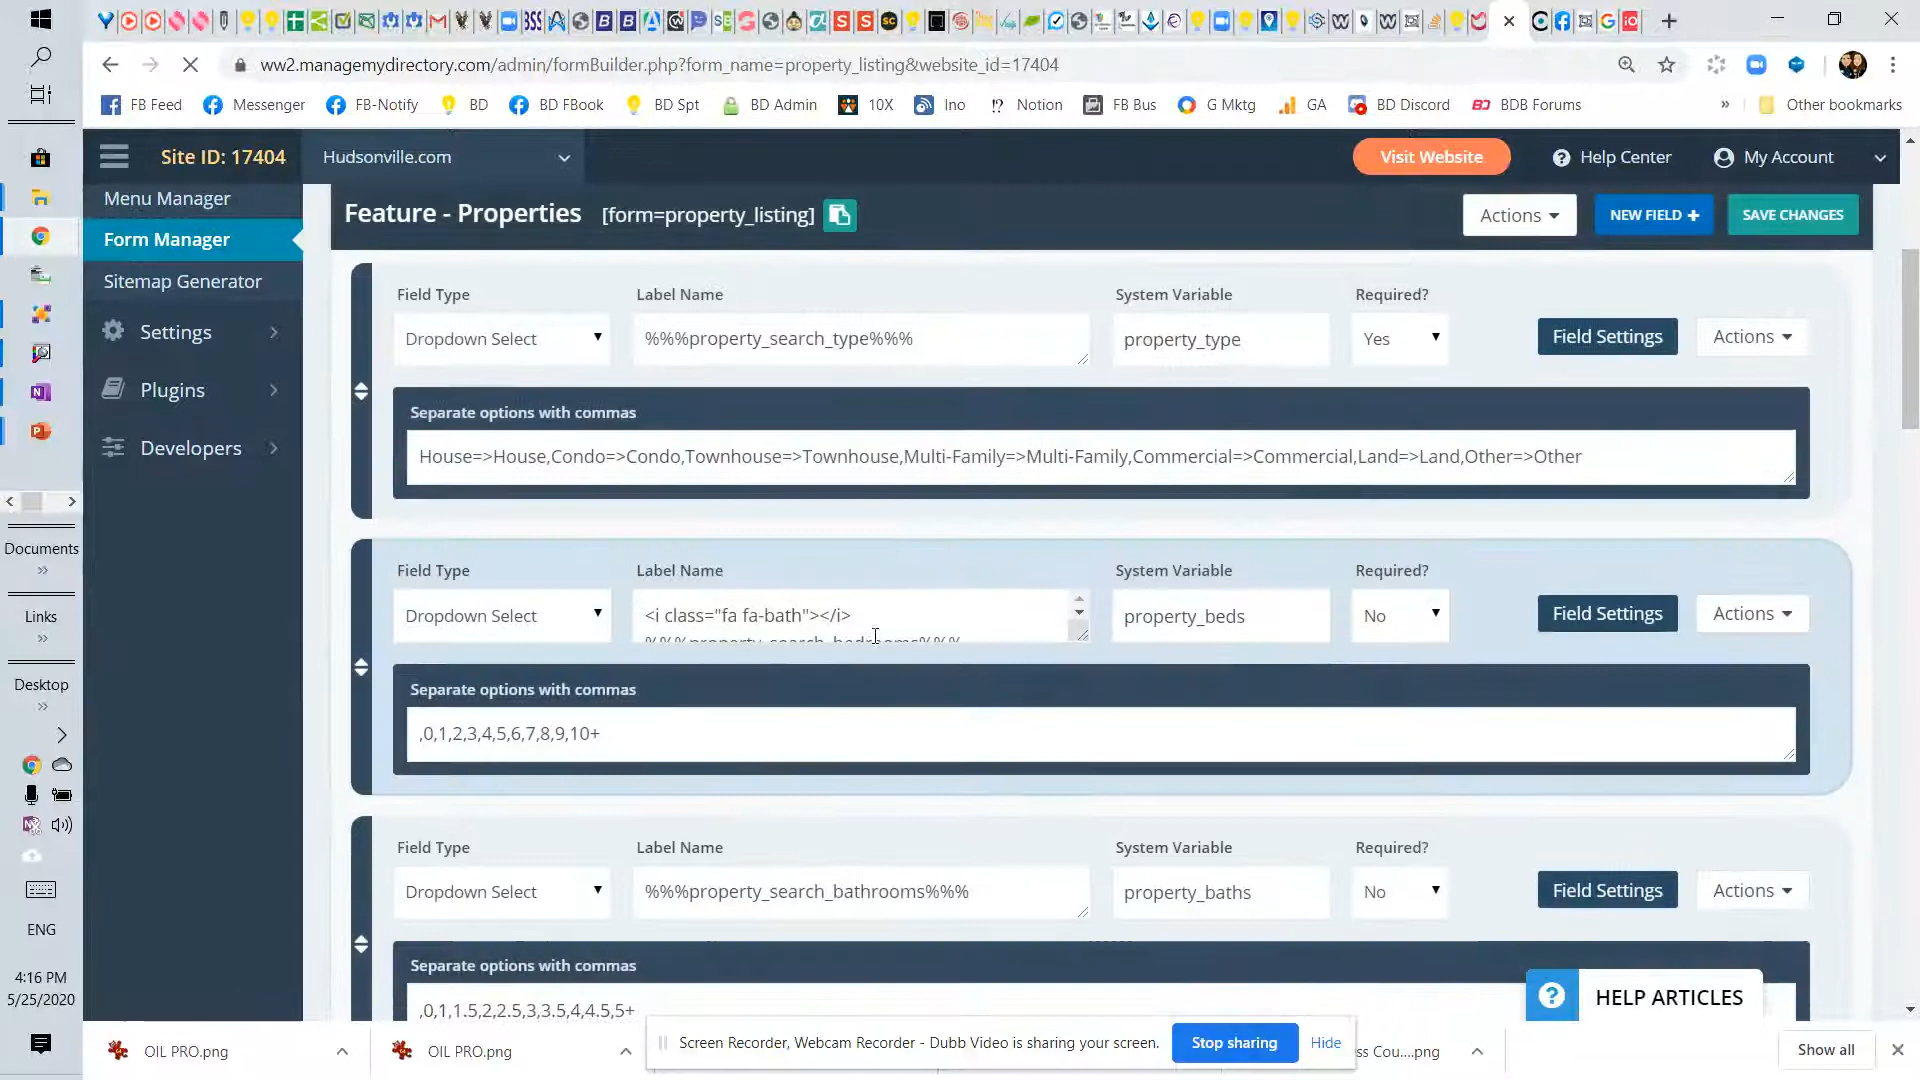 ww2.managemydirectory.com/admin/formBuilder.php?form_name=property_listing&website_id=17404
FB Feed Messenger FB-Notify BD BD FBook BD Spt BD Admin 10X Ino Notion FB Bus G Mktg GA BD Discord BDB Forums » Other bookmarks
Site ID: 17404 Hudsonville.com Visit Website Help Center My Account
Menu Manager
Form Manager
Sitemap Generator
Settings
Plugins
Developers
Feature - Properties [form=property_listing] Actions NEW FIELD + SAVE CHANGES
Field Type Label Name System Variable Required?
Dropdown Select %%%property_search_type%%% property_type Yes Field Settings Actions
Separate options with commas
House=>House,Condo=>Condo,Townhouse=>Townhouse,Multi-Family=>Multi-Family,Commercial=>Commercial,Land=>Land,Other=>Other
Field Type Label Name System Variable Required?
Dropdown Select <i class="fa fa-bath"></i> property_beds No Field Settings Actions
%%%property_search_bedrooms%%%
Separate options with commas
,0,1,2,3,4,5,6,7,8,9,10+
Field Type Label Name System Variable Required?
Dropdown Select %%%property_search_bathrooms%%% property_baths No Field Settings Actions
Separate options with commas
,0,1,1.5,2,2.5,3,3.5,4,4.5,5+
HELP ARTICLES
Documents
»
Links
»
Desktop
»
ENG
4:16 PM
5/25/2020
OIL PRO.png OIL PRO.png Screen Recorder, Webcam Recorder - Dubb Video is sharing your screen. Stop sharing Hide ss Cou....png Show all